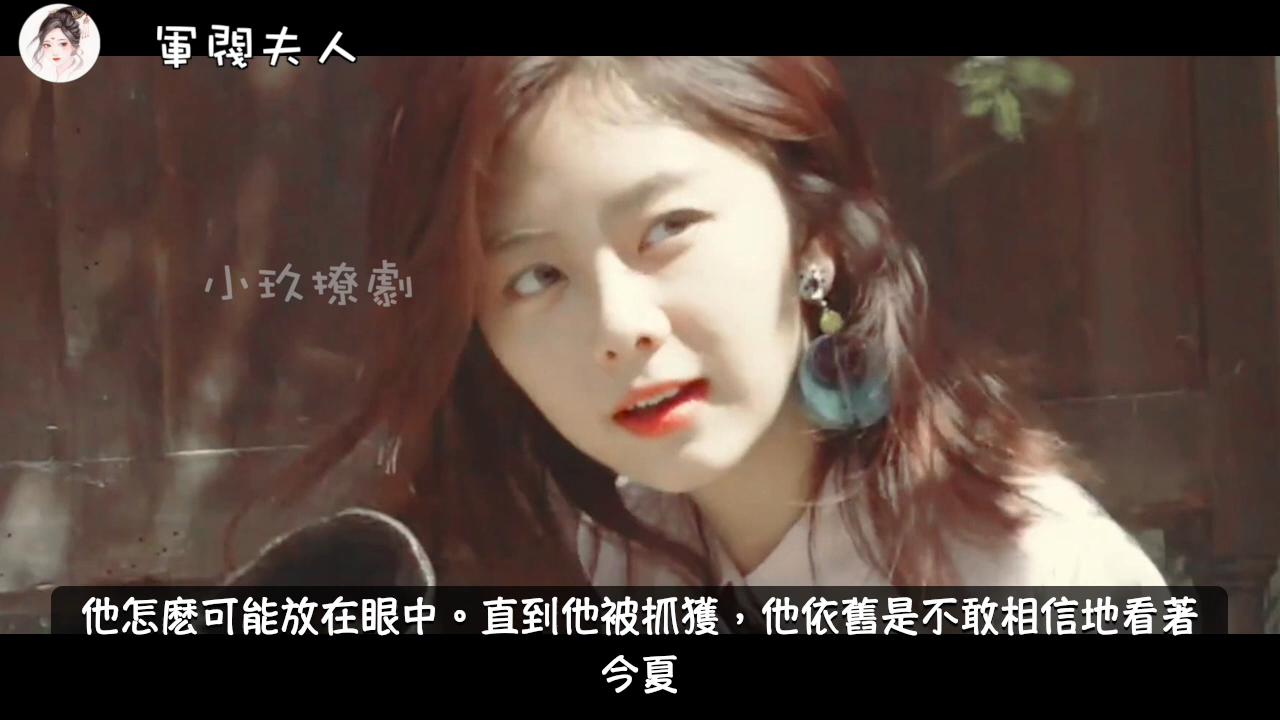 軍閥夫人
小玖撩劇
他怎麽可能放在眼中。直到他被抓獲，他依舊是不敢相信地看著
今夏